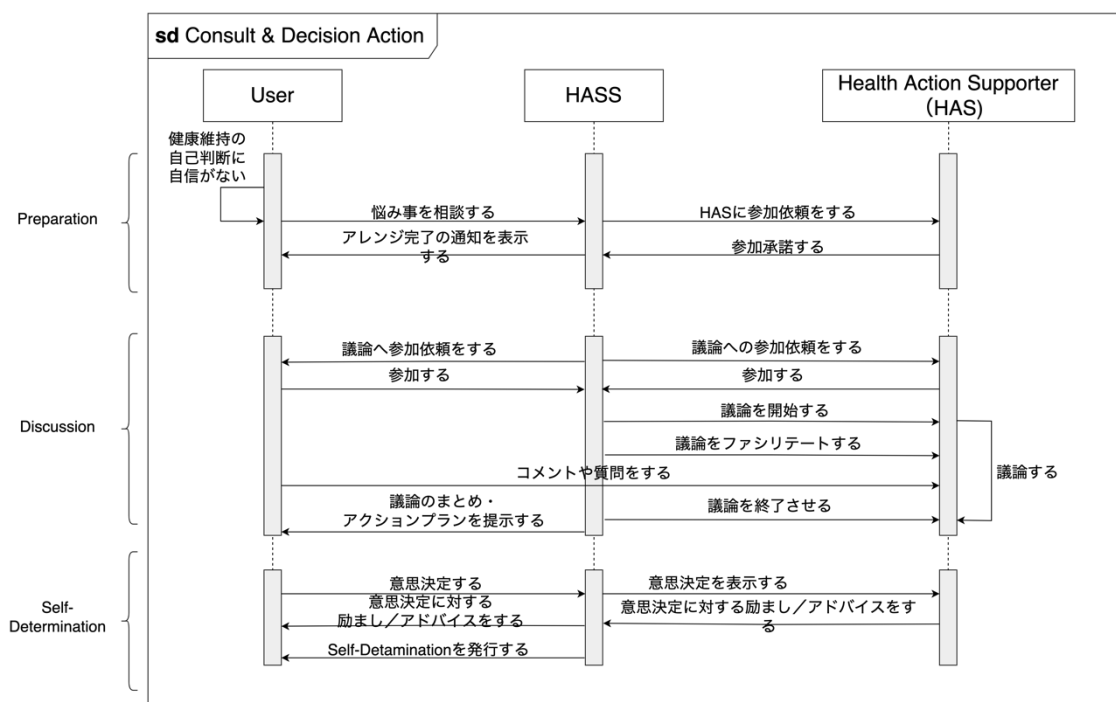 sd Consult & Decision Action
User
HASS
Health Action Supporter
（HAS)
Preparation
健康維持の
自己判断に
自信がない
悩み事を相談する
HASに参加依頼をする
アレンジ完了の通知を表示
する
参加承諾する
Discussion
議論へ参加依頼をする
議論への参加依頼をする
参加する
参加する
議論を開始する
議論をファシリテートする
議論する
コメントや質問をする
議論のまとめ・
アクションプランを提示する
議論を終了させる
Self-
Determination
意思決定する
意思決定を表示する
意思決定に対する
励まし／アドバイスをする
意思決定に対する励まし／アドバイスをす
る
Self-Detaminationを発行する